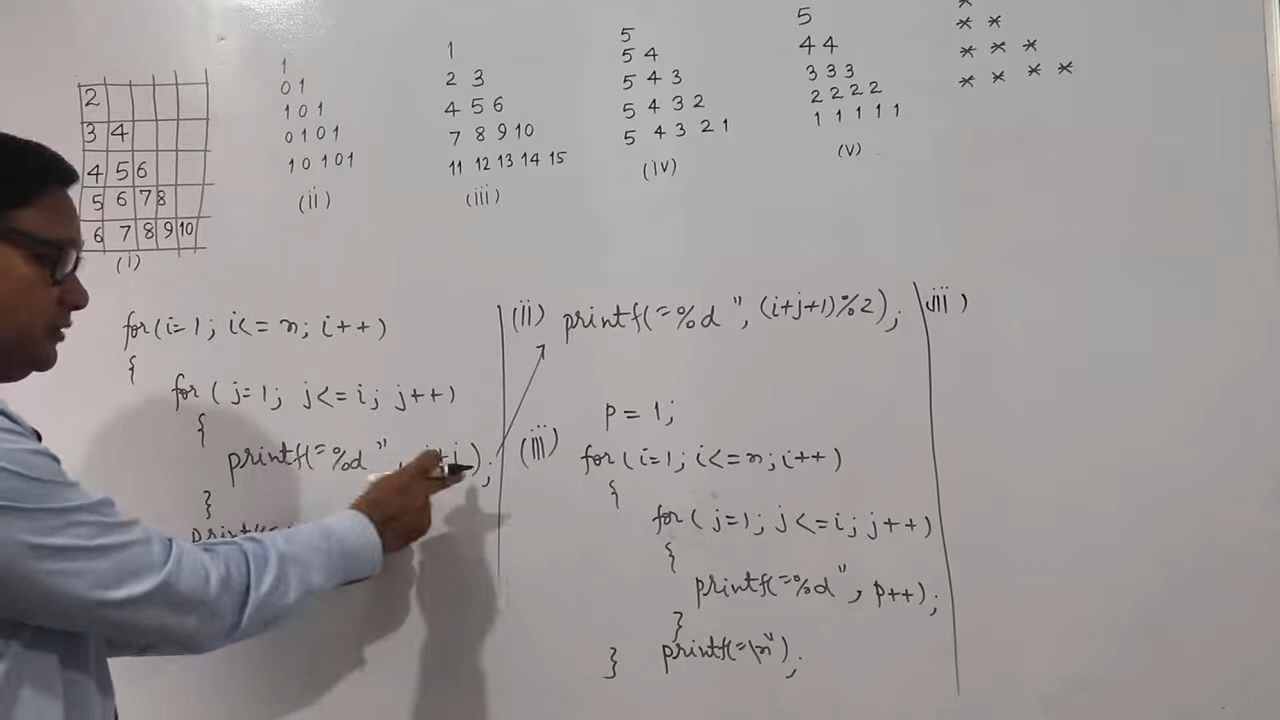 2
3 4
4 5 6
5 6 7 8
6 7 8 9 10
(i)
1
0 1
1 0 1
0 1 0 1
1 0 1 0 1
(ii)
1
2 3
4 5 6
7 8 9 10
11 12 13 14 15
(iii)
5
5 4
5 4 3
5 4 3 2
5 4 3 2 1
(iv)
5
4 4
3 3 3
2 2 2 2
1 1 1 1 1
(v)
*
* *
* * *
* * * *
for(i=1; i<=n; i++)
{
for(j=1; j<=i; j++)
{
printf("%d ", i+j);
}
(ii) printf("%d ", (i+j+1)%2);
p = 1;
(iii) for(i=1; i<=n; i++)
{
for(j=1; j<=i; j++)
{
printf("%d ", p++);
}
} printf("\n");
iii)